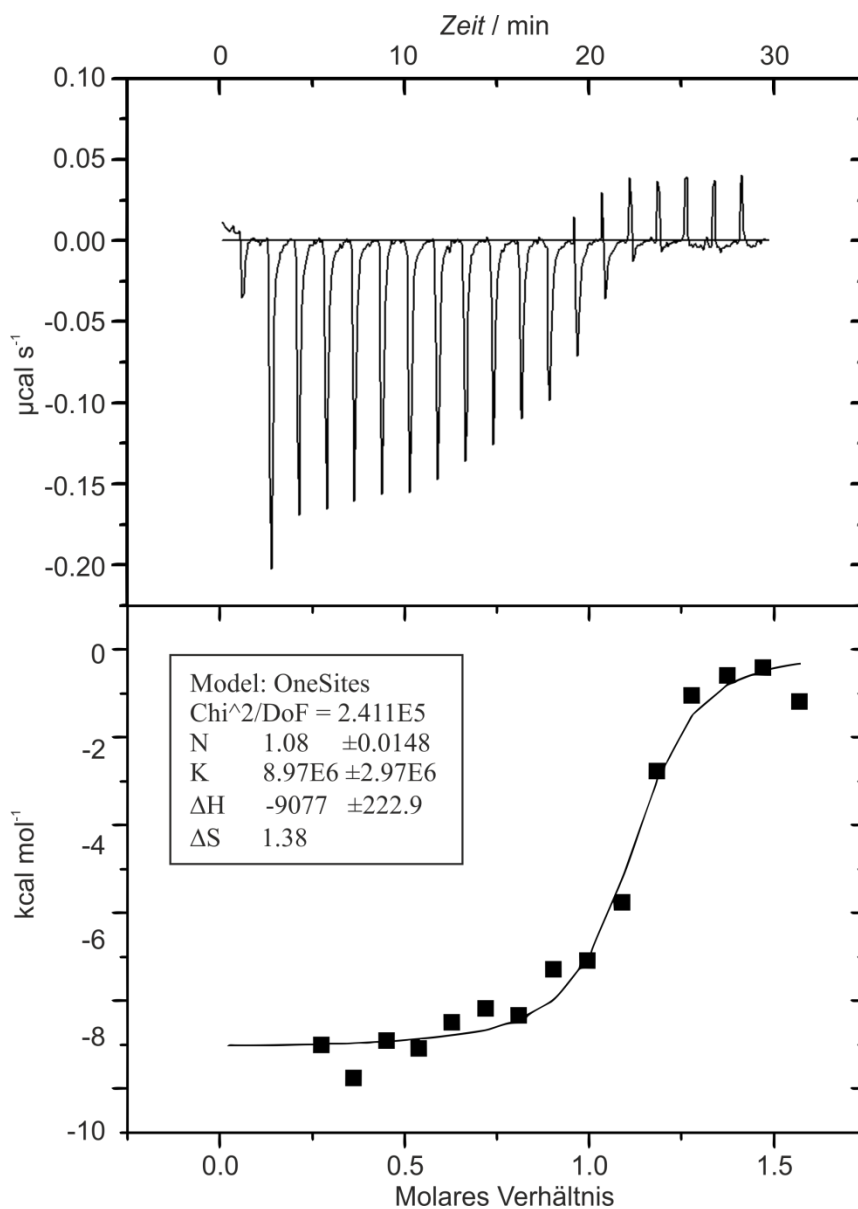 Zeit / min
0 10 20 30
0.10
0.05
0.00
-0.05
-0.10
-0.15
-0.20
µcal s⁻¹
0
-2
-4
-6
-8
-10
kcal mol⁻¹
Model: OneSites
Chi^2/DoF = 2.411E5
N 1.08 ±0.0148
K 8.97E6 ±2.97E6
ΔH -9077 ±222.9
ΔS 1.38
0.0 0.5 1.0 1.5
Molares Verhältnis